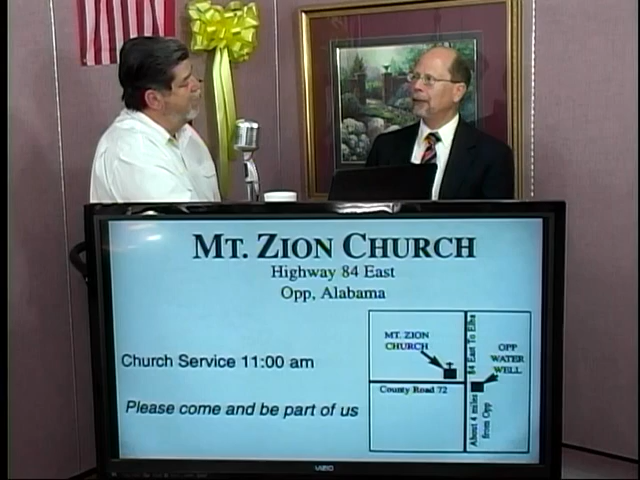 MT. ZION CHURCH
Highway 84 East
Opp, Alabama
Church Service 11:00 am
Please come and be part of us
MT. ZION
CHURCH
County Road 72
84 East To Elba
About 4 miles
from Opp
OPP
WATER
WELL
VIZIO